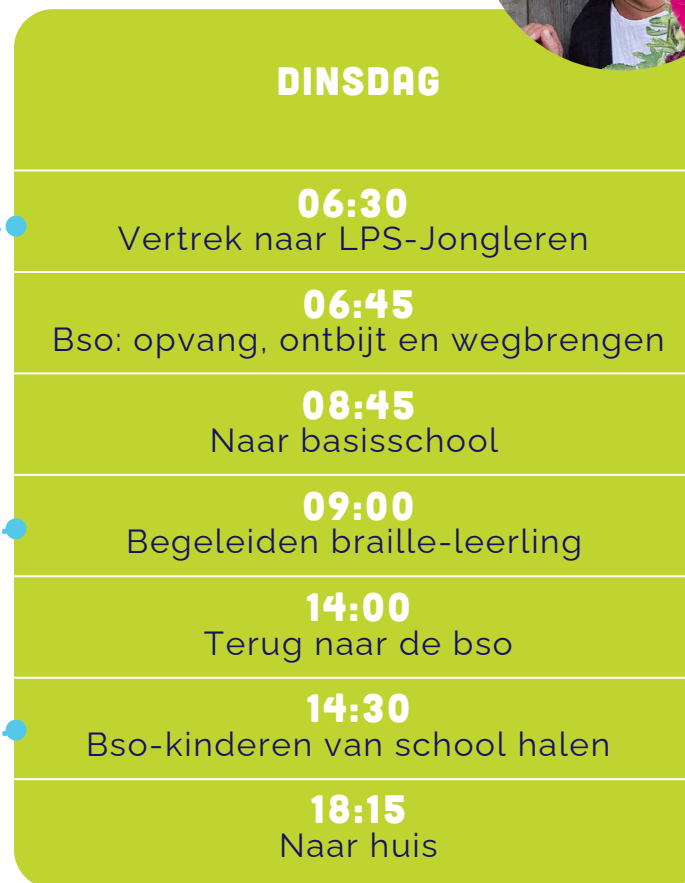 DINSDAG
06:30
Vertrek naar LPS-Jongleren
06:45
Bso: opvang, ontbijt en wegbrengen
08:45
Naar basisschool
09:00
Begeleiden braille-leerling
14:00
Terug naar de bso
14:30
Bso-kinderen van school halen
18:15
Naar huis